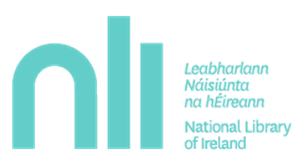 nli
Leabharlann
Náisiúnta
na hÉireann
National Library
of Ireland